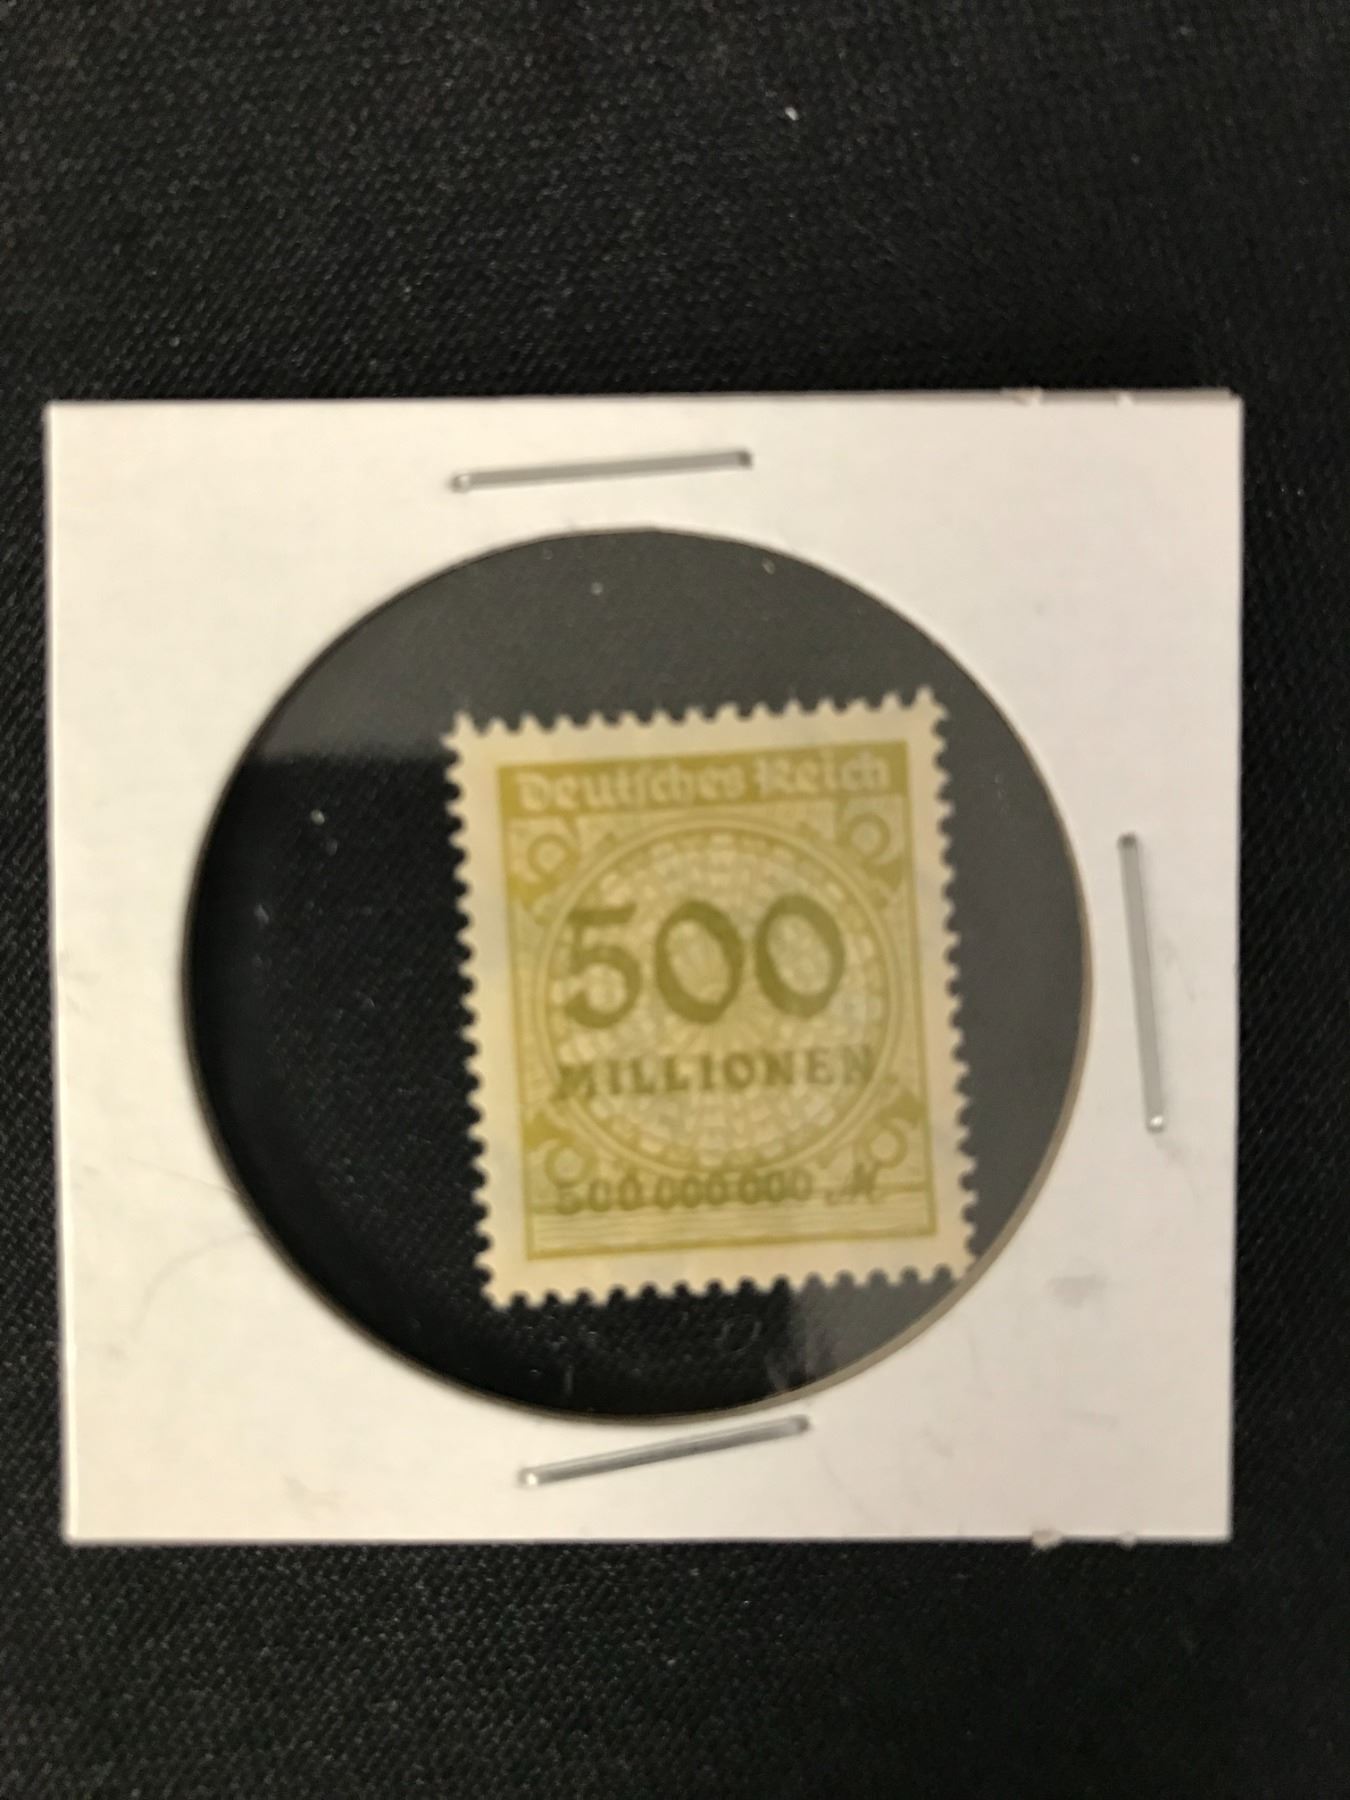 Deutsches Reich
500
MILLIONEN
500 000 000 M